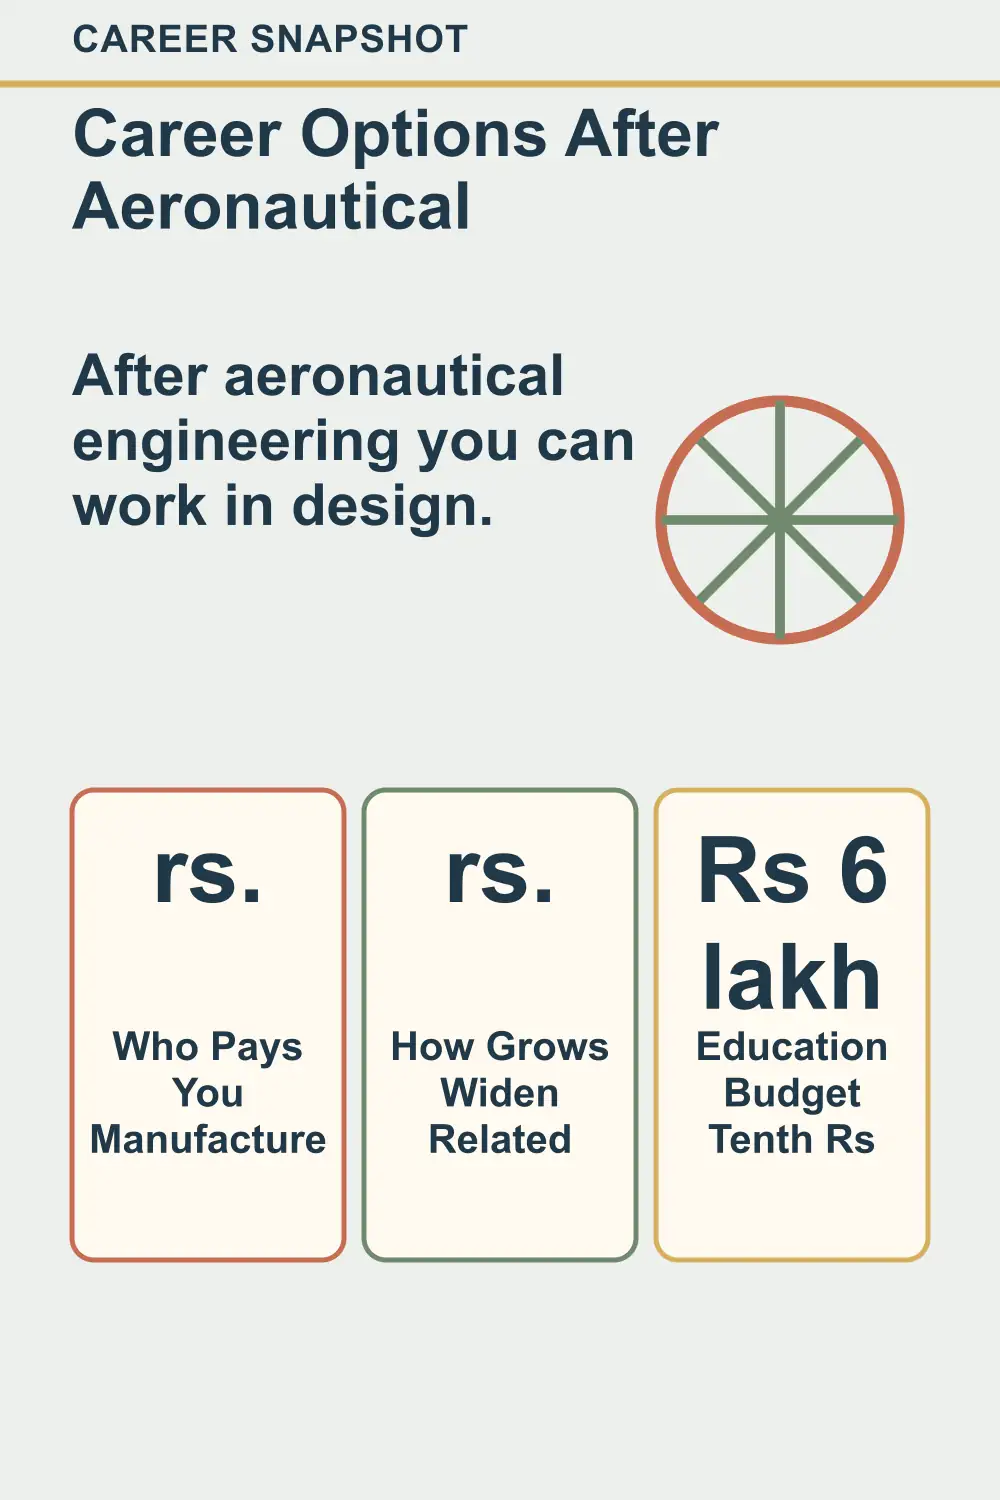 CAREER SNAPSHOT
Career Options After
Aeronautical
After aeronautical
engineering you can
work in design.
rs.
Who Pays
You
Manufacture
rs.
How Grows
Widen
Related
Rs 6
lakh
Education
Budget
Tenth Rs